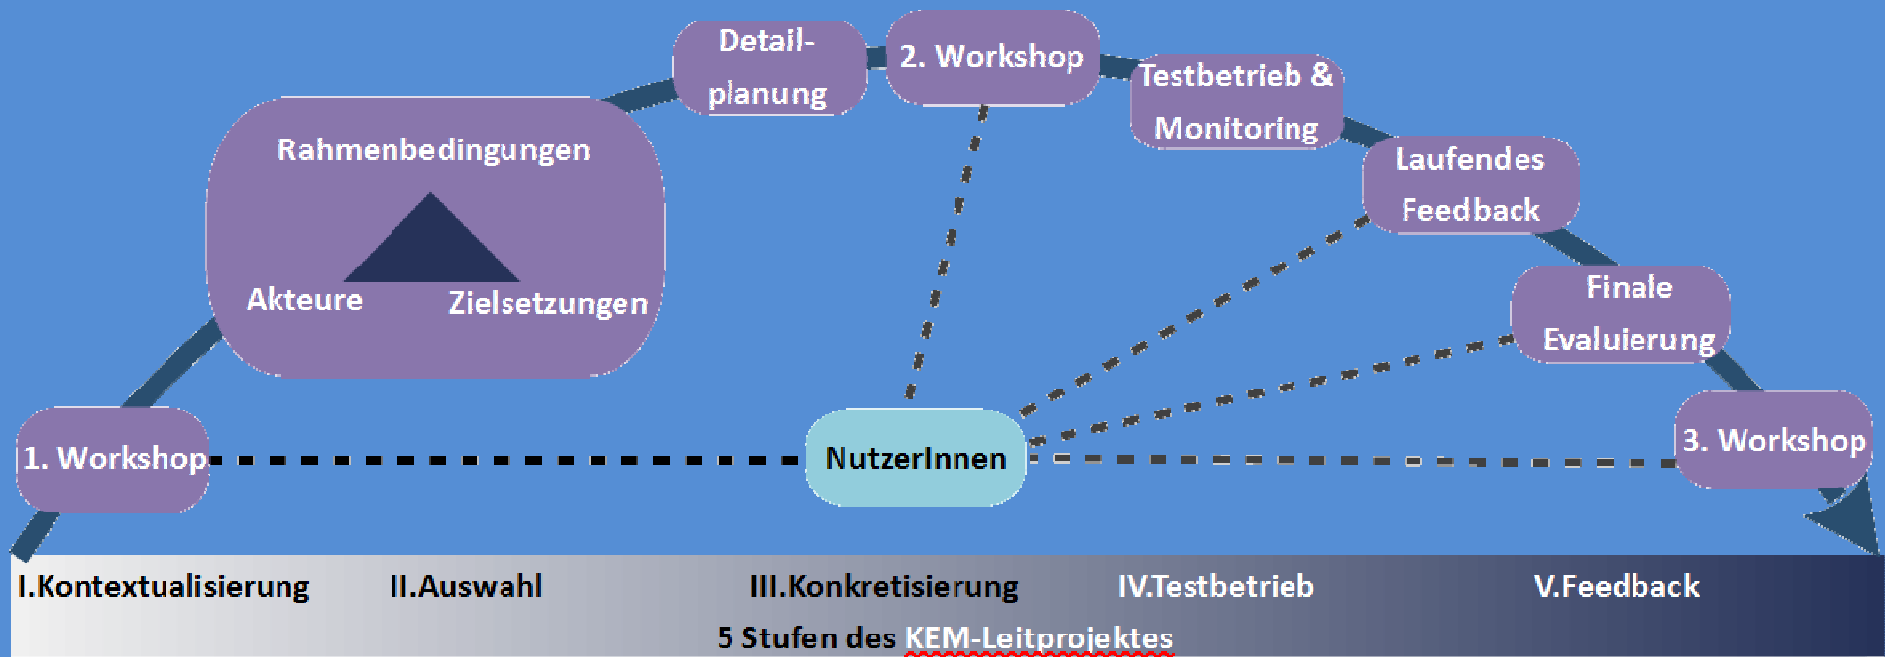 Detail-
planung
2. Workshop
Testbetrieb &
Monitoring
Rahmenbedingungen
Akteure
Zielsetzungen
Laufendes
Feedback
Finale
Evaluierung
1. Workshop
NutzerInnen
3. Workshop
I.Kontextualisierung II.Auswahl III.Konkretisierung IV.Testbetrieb V.Feedback
5 Stufen des KEM-Leitprojektes